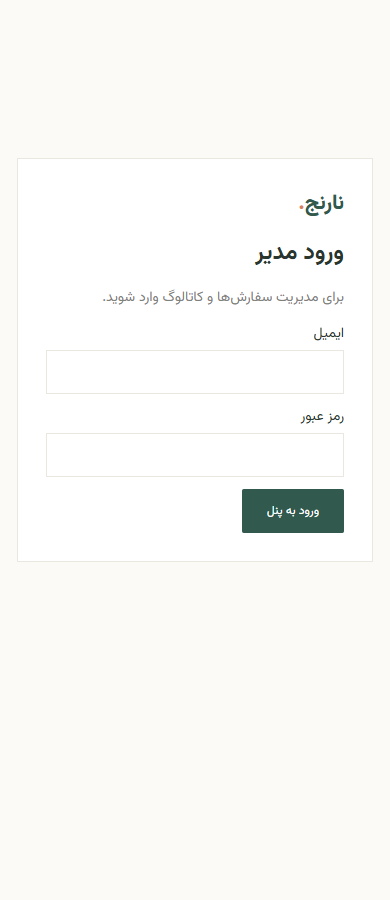 نارنج.
ورود مدیر
برای مدیریت سفارش‌ها و کاتالوگ وارد شوید.
ایمیل
رمز عبور
ورود به پنل